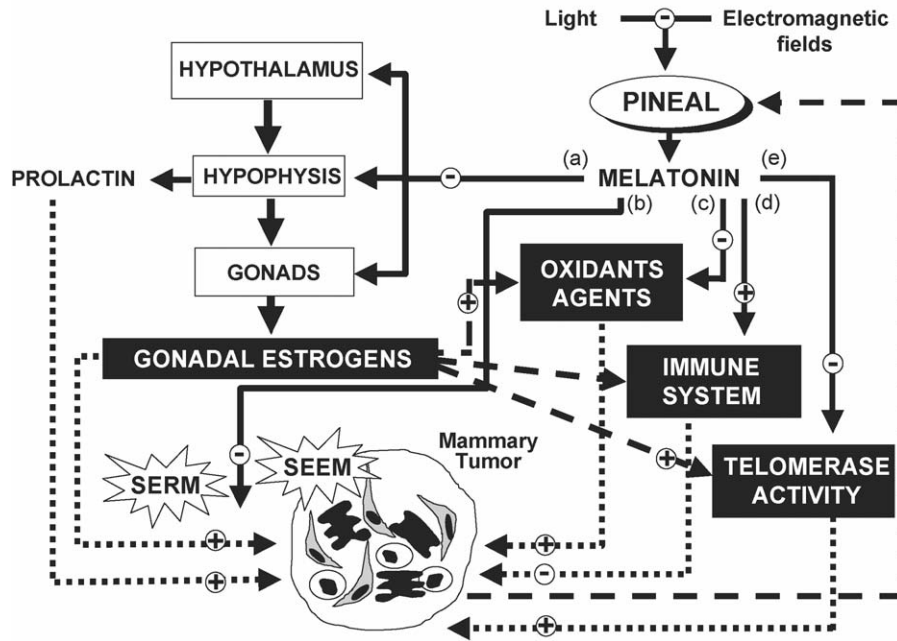 Light
-
Electromagnetic
fields
HYPOTHALAMUS
PINEAL
(a)
(e)
PROLACTIN
HYPOPHYSIS
-
MELATONIN
(b)
(c)
(d)
-
GONADS
OXIDANTS
AGENTS
+
+
GONADAL ESTROGENS
IMMUNE
SYSTEM
-
Mammary
Tumor
-
SEEM
SERM
+
TELOMERASE
ACTIVITY
+
+
+
-
+